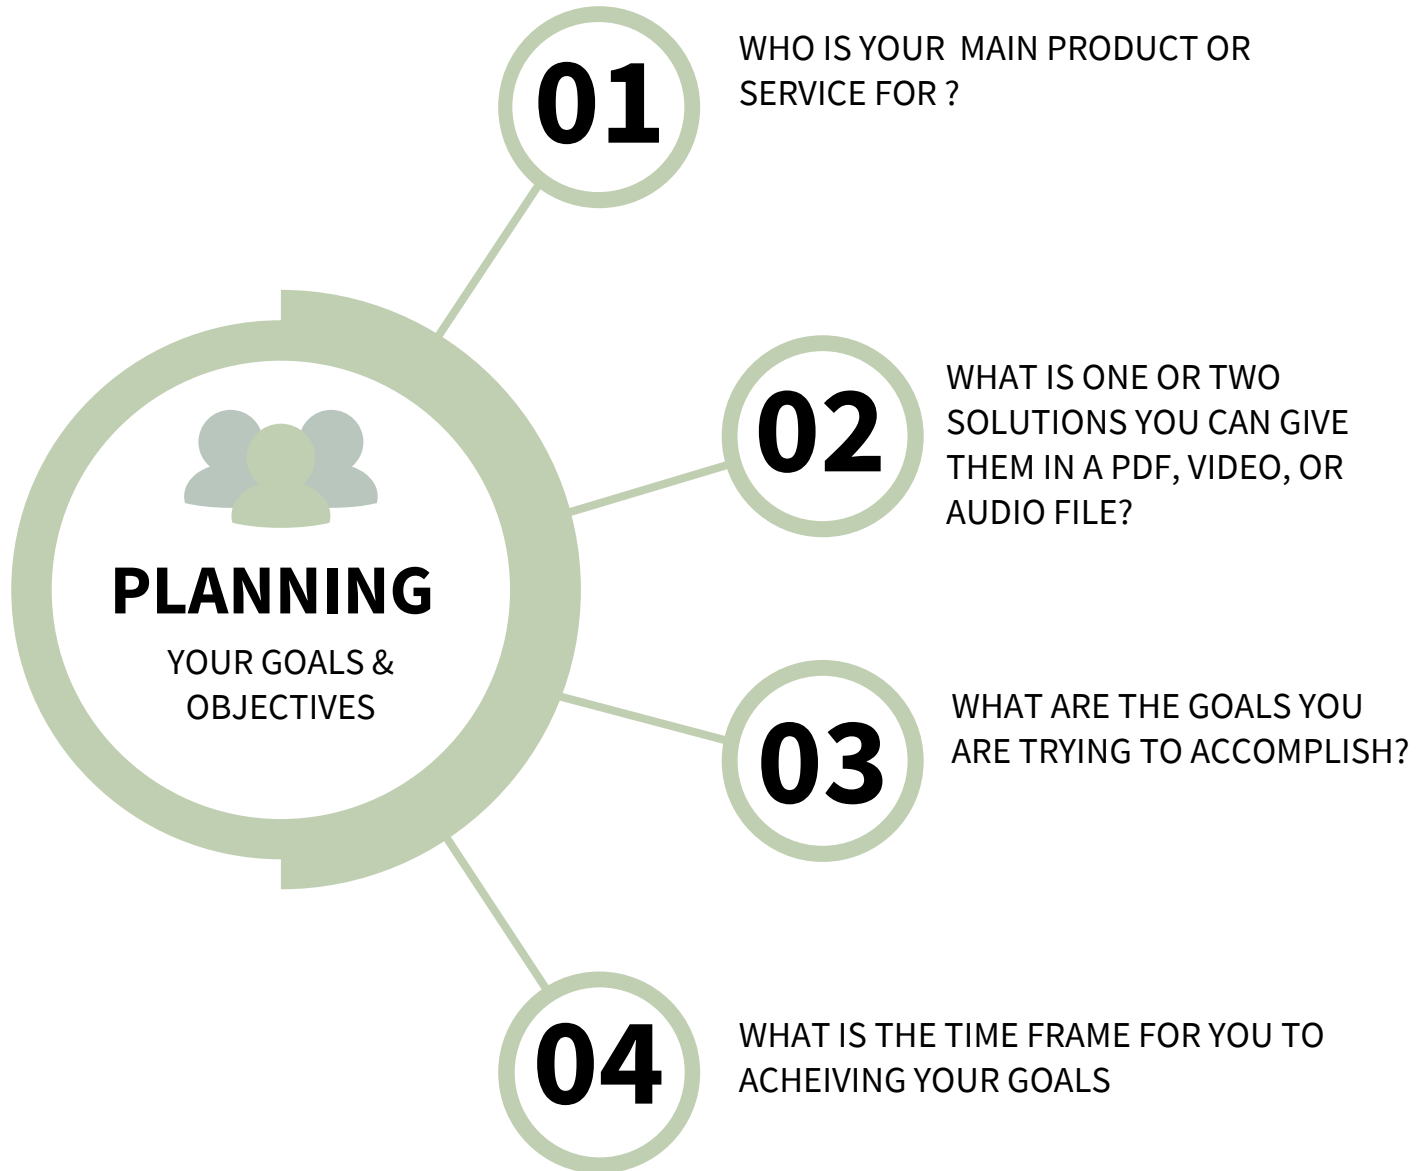 01
WHO IS YOUR  MAIN PRODUCT OR
SERVICE FOR ?
02
WHAT IS ONE OR TWO
SOLUTIONS YOU CAN GIVE
THEM IN A PDF, VIDEO, OR
AUDIO FILE?
PLANNING
YOUR GOALS &
OBJECTIVES
03
WHAT ARE THE GOALS YOU
ARE TRYING TO ACCOMPLISH?
04
WHAT IS THE TIME FRAME FOR YOU TO
ACHEIVING YOUR GOALS